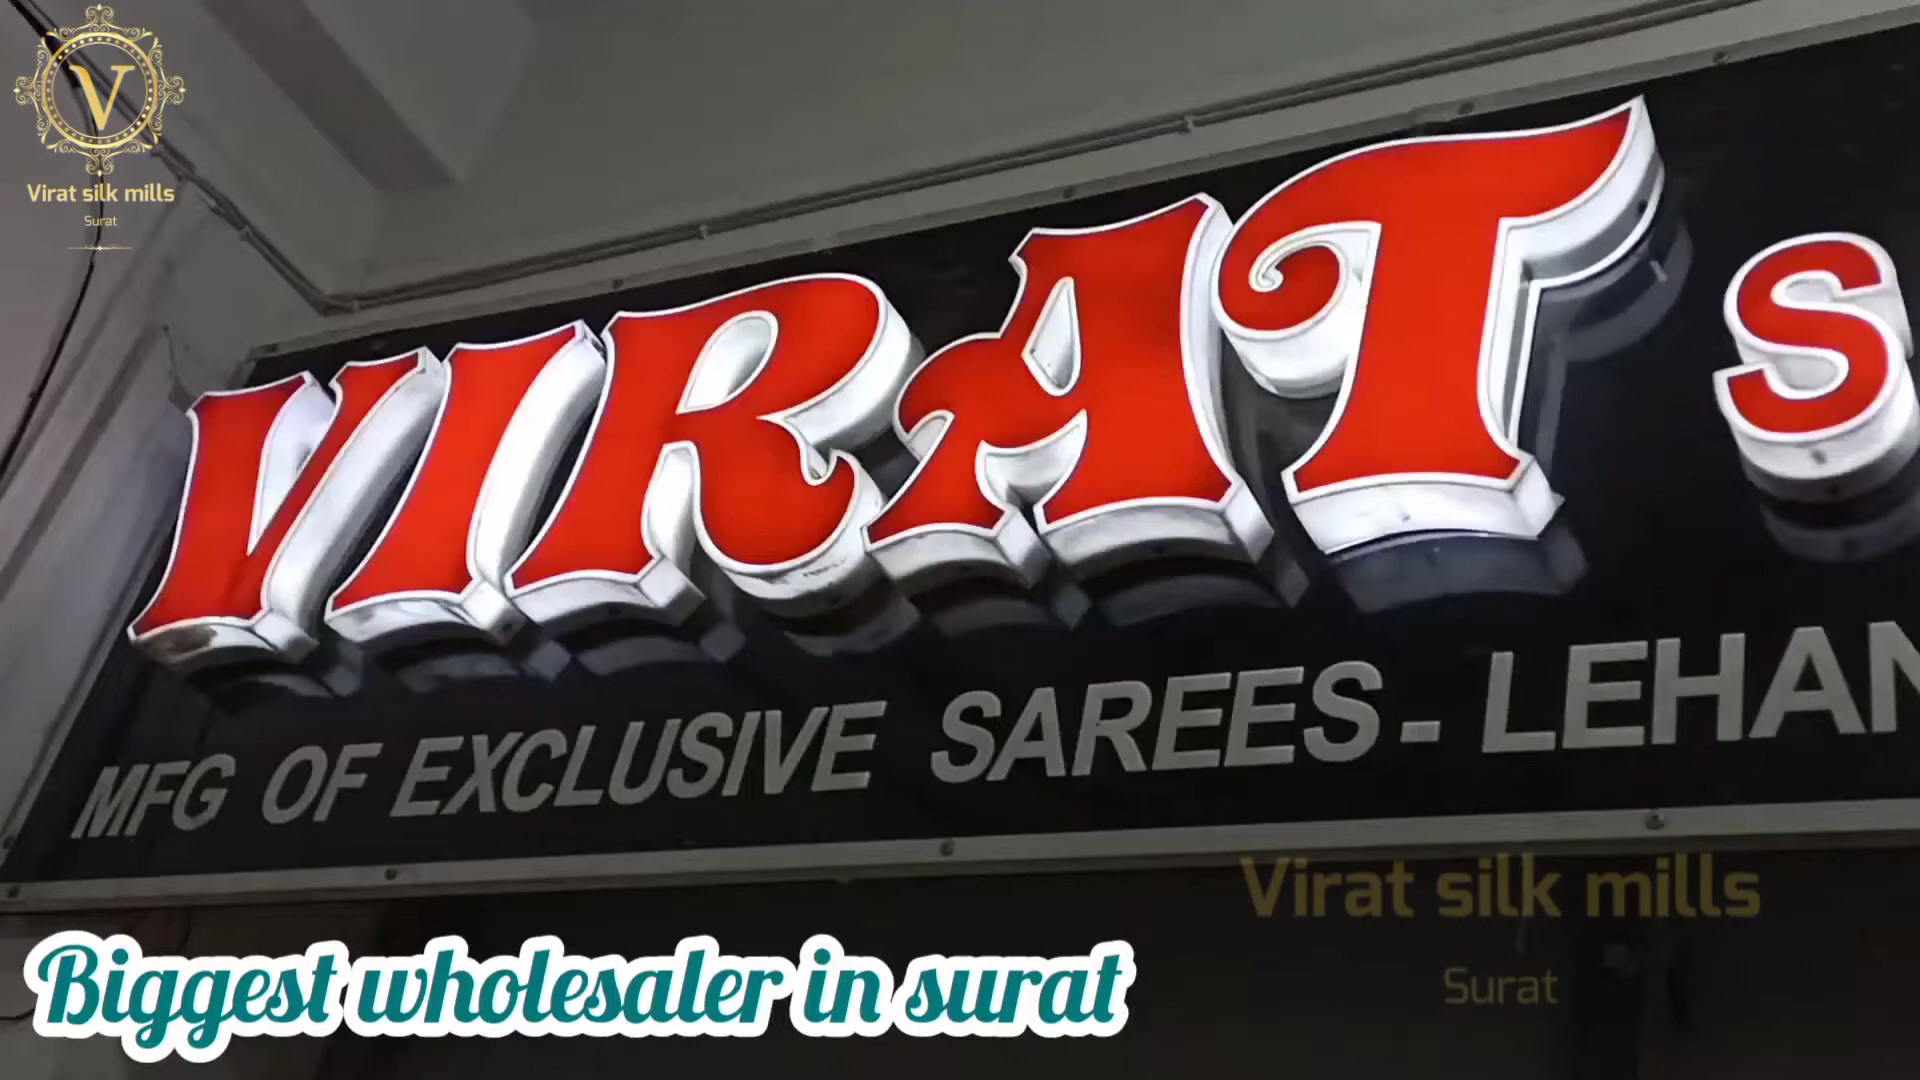 V
Virat silk mills
Surat
VIRAT S
MFG OF EXCLUSIVE SAREES - LEHAN
Virat silk mills
Surat
Biggest wholesaler in surat